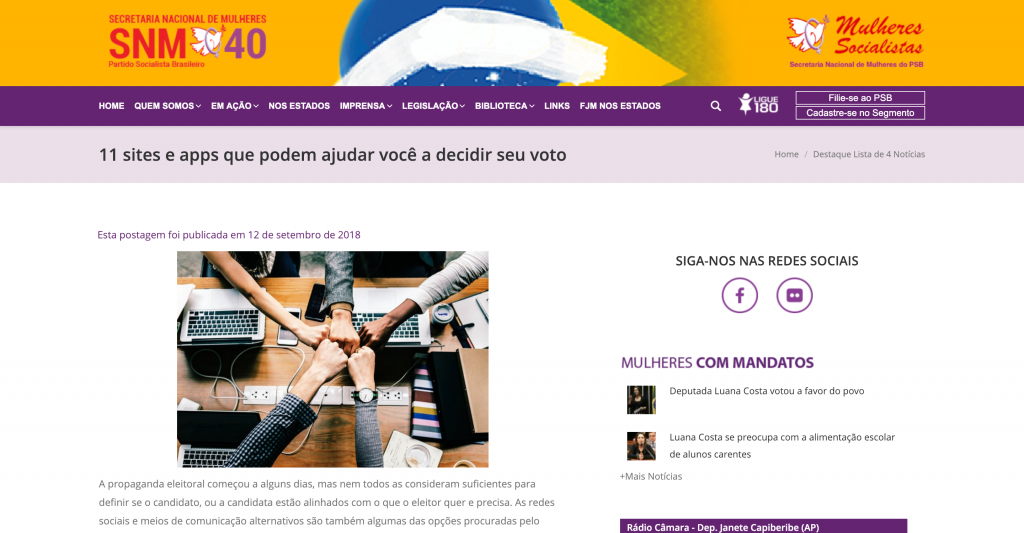 SECRETARIA NACIONAL DE MULHERES
SNM 40
Partido Socialista Brasileiro
Mulheres
Socialistas
Secretaria Nacional de Mulheres do PSB
HOME QUEM SOMOS EM AÇÃO NOS ESTADOS IMPRENSA LEGISLAÇÃO BIBLIOTECA LINKS FJM NOS ESTADOS
LIGUE
180
Filie-se ao PSB
Cadastre-se no Segmento
11 sites e apps que podem ajudar você a decidir seu voto
Home / Destaque Lista de 4 Notícias
Esta postagem foi publicada em 12 de setembro de 2018
A propaganda eleitoral começou a alguns dias, mas nem todos as consideram suficientes para
definir se o candidato, ou a candidata estão alinhados com o que o eleitor quer e precisa. As redes
sociais e meios de comunicação alternativos são também algumas das opções procuradas pelo
SIGA-NOS NAS REDES SOCIAIS
MULHERES COM MANDATOS
Deputada Luana Costa votou a favor do povo
Luana Costa se preocupa com a alimentação escolar
de alunos carentes
+Mais Notícias
Rádio Câmara - Dep. Janete Capiberibe (AP)